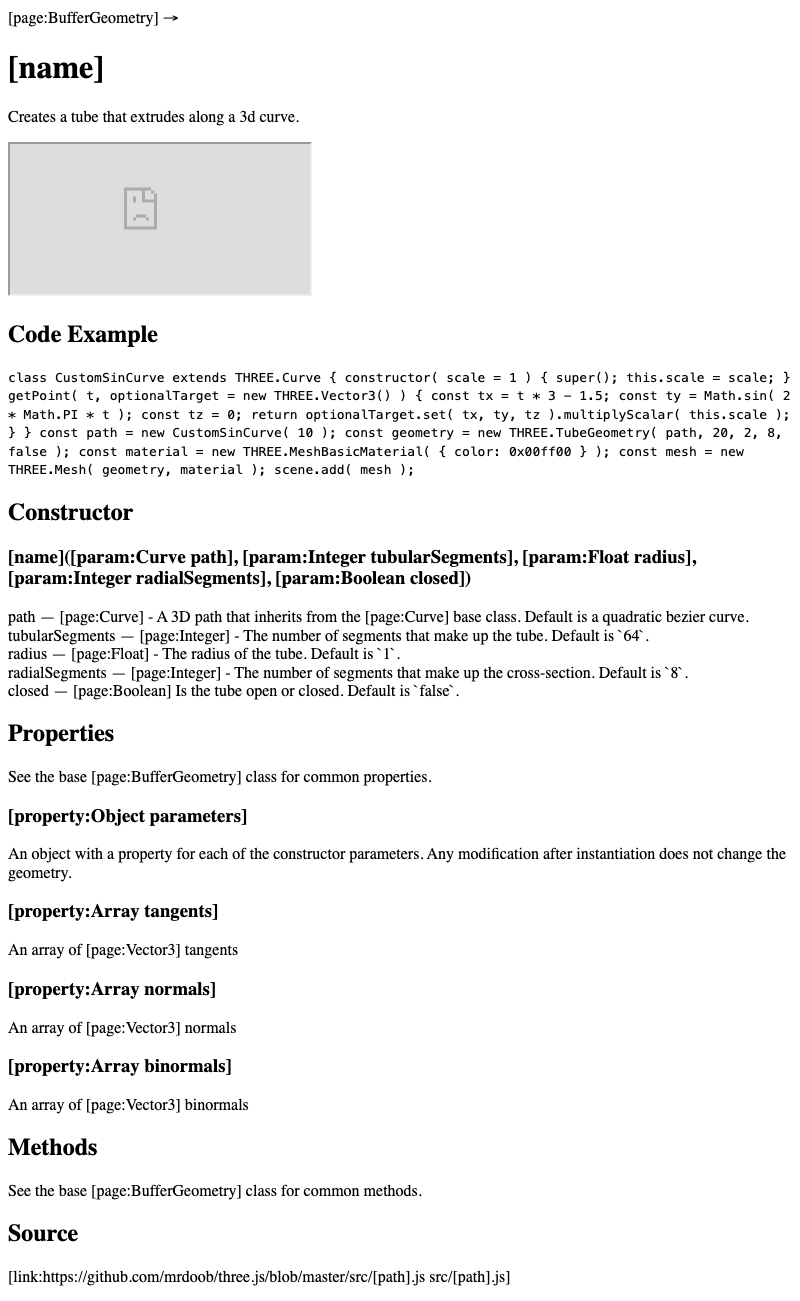 [page:BufferGeometry] →
[name]
Creates a tube that extrudes along a 3d curve.
Code Example
class CustomSinCurve extends THREE.Curve { constructor( scale = 1 ) { super(); this.scale = scale; }
getPoint( t, optionalTarget = new THREE.Vector3() ) { const tx = t * 3 - 1.5; const ty = Math.sin( 2
* Math.PI * t ); const tz = 0; return optionalTarget.set( tx, ty, tz ).multiplyScalar( this.scale );
} } const path = new CustomSinCurve( 10 ); const geometry = new THREE.TubeGeometry( path, 20, 2, 8,
false ); const material = new THREE.MeshBasicMaterial( { color: 0x00ff00 } ); const mesh = new
THREE.Mesh( geometry, material ); scene.add( mesh );
Constructor
[name]([param:Curve path], [param:Integer tubularSegments], [param:Float radius],
[param:Integer radialSegments], [param:Boolean closed])
path — [page:Curve] - A 3D path that inherits from the [page:Curve] base class. Default is a quadratic bezier curve.
tubularSegments — [page:Integer] - The number of segments that make up the tube. Default is `64`.
radius — [page:Float] - The radius of the tube. Default is `1`.
radialSegments — [page:Integer] - The number of segments that make up the cross-section. Default is `8`.
closed — [page:Boolean] Is the tube open or closed. Default is `false`.
Properties
See the base [page:BufferGeometry] class for common properties.
[property:Object parameters]
An object with a property for each of the constructor parameters. Any modification after instantiation does not change the
geometry.
[property:Array tangents]
An array of [page:Vector3] tangents
[property:Array normals]
An array of [page:Vector3] normals
[property:Array binormals]
An array of [page:Vector3] binormals
Methods
See the base [page:BufferGeometry] class for common methods.
Source
[link:https://github.com/mrdoob/three.js/blob/master/src/[path].js src/[path].js]